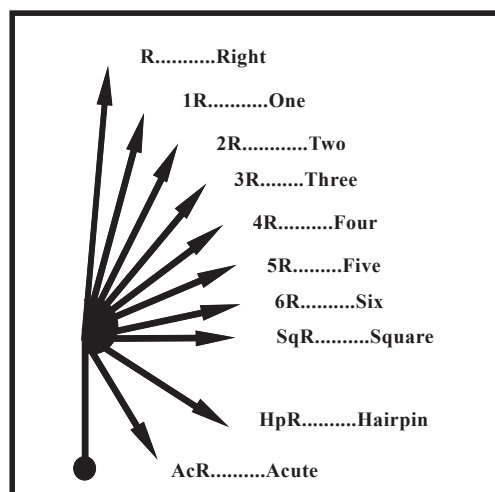 R...........Right
1R...........One
2R............Two
3R........Three
4R..........Four
5R.........Five
6R..........Six
SqR..........Square
HpR..........Hairpin
AcR..........Acute